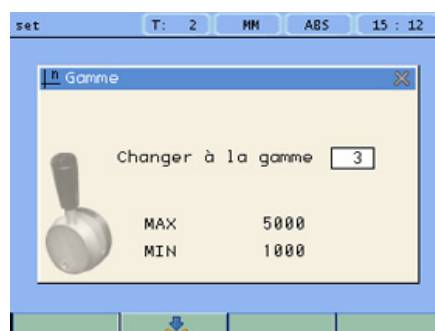 set T: 2 MM ABS 15 : 12
n Gamme
Changer à la gamme 3
MAX 5000
MIN 1000